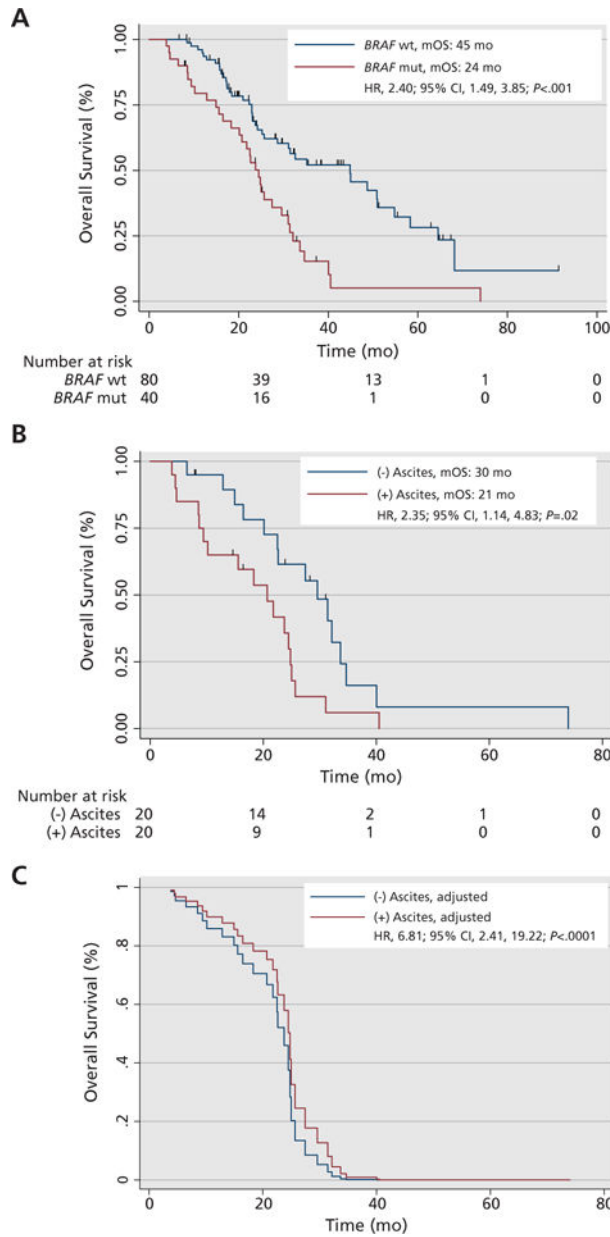 A
BRAF wt, mOS: 45 mo
BRAF mut, mOS: 24 mo
HR, 2.40; 95% CI, 1.49, 3.85; P<.001
Overall Survival (%)
1.00
0.75
0.50
0.25
0.00
0 20 40 60 80 100
Time (mo)
Number at risk
BRAF wt 80 39 13 1 0
BRAF mut 40 16 1 0 0
B
(-) Ascites, mOS: 30 mo
(+) Ascites, mOS: 21 mo
HR, 2.35; 95% CI, 1.14, 4.83; P=.02
Overall Survival (%)
1.00
0.75
0.50
0.25
0.00
0 20 40 60 80
Time (mo)
Number at risk
(-) Ascites 20 14 2 1 0
(+) Ascites 20 9 1 0 0
C
(-) Ascites, adjusted
(+) Ascites, adjusted
HR, 6.81; 95% CI, 2.41, 19.22; P<.0001
Overall Survival (%)
1
.8
.6
.4
.2
0
0 20 40 60 80
Time (mo)